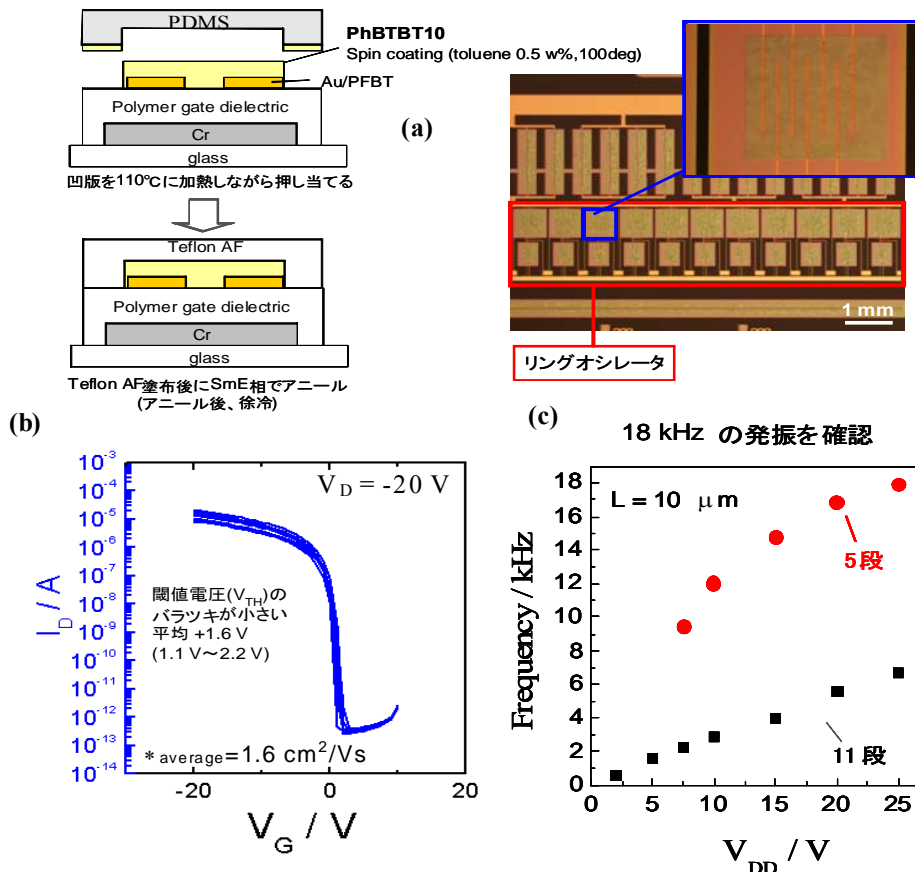 PDMS
PhBTBT10
Spin coating (toluene 0.5 w%,100deg)
Au/PFBT
Polymer gate dielectric
Cr
glass
凹版を110℃に加熱しながら押し当てる
Teflon AF
Polymer gate dielectric
Cr
glass
Teflon AF塗布後にSmE相でアニール
(アニール後、徐冷)
(a)
1 mm
リングオシレータ
(b)
10-3
10-4
10-5
10-6
10-7
10-8
10-9
10-10
10-11
10-12
10-13
10-14
ID / A
VD = -20 V
閾値電圧(VTH)の
バラツキが小さい
平均 +1.6 V
(1.1 V～2.2 V)
*average=1.6 cm2/Vs
-20 0 20
VG / V
(c)
18 kHz の発振を確認
18
16
14
12
10
8
6
4
2
0
Frequency / kHz
L = 10 μm
5段
11段
0 5 10 15 20 25
VDD / V